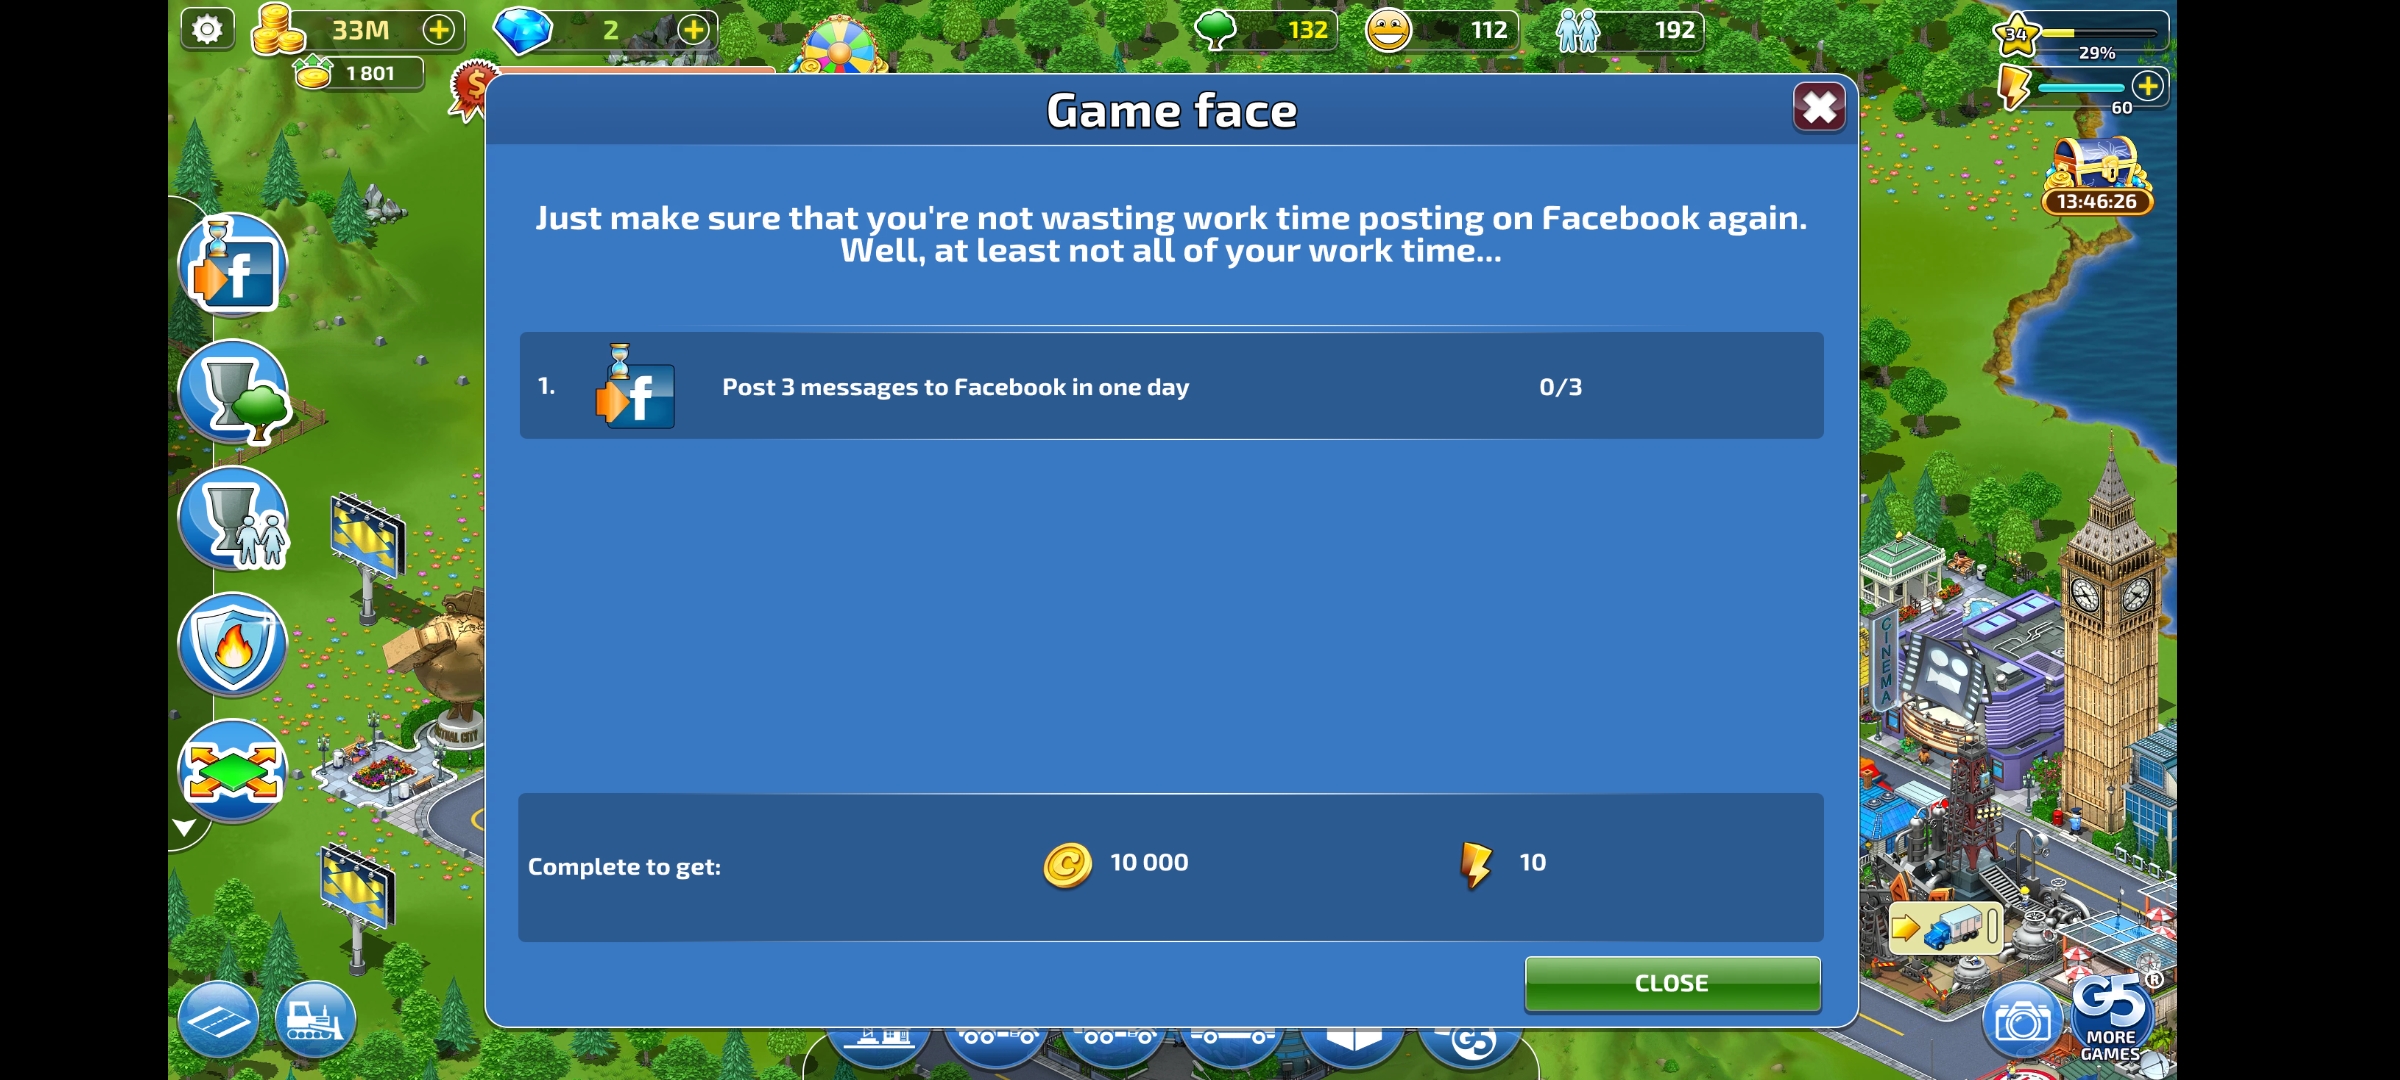 33M
2
132
112
192
34
29%
1 801
60
13:46:26
Game face
Just make sure that you're not wasting work time posting on Facebook again.
Well, at least not all of your work time...
1.
f
Post 3 messages to Facebook in one day
0/3
Complete to get:
10 000
10
CLOSE
f
CINEMA
G5
G5
®
MORE
GAMES